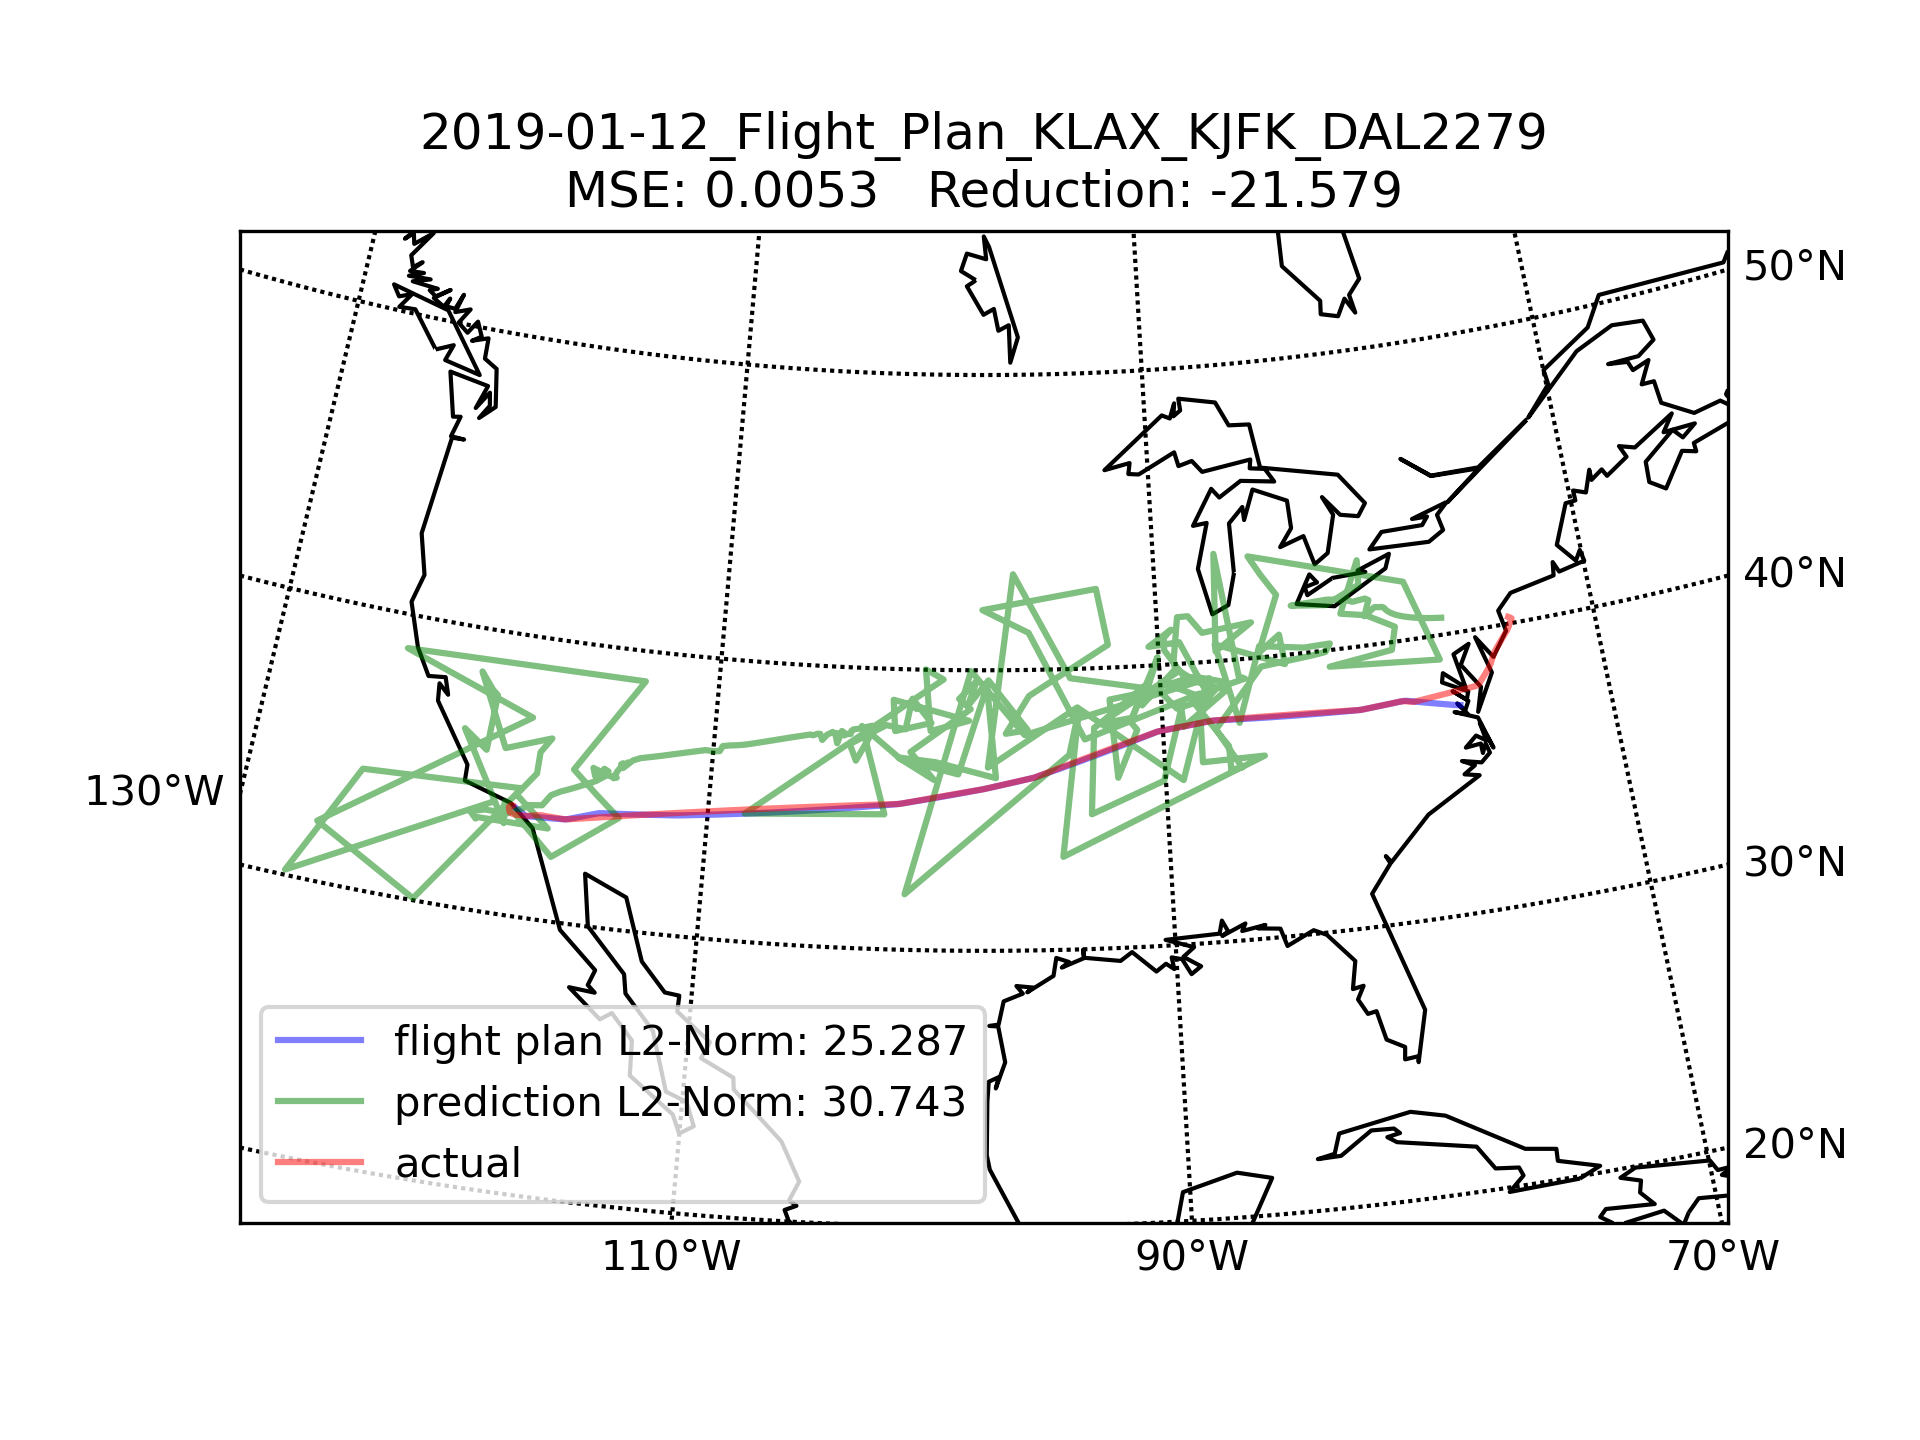 2019-01-12_Flight_Plan_KLAX_KJFK_DAL2279
MSE: 0.0053   Reduction: -21.579
50°N
40°N
130°W
30°N
flight plan L2-Norm: 25.287
prediction L2-Norm: 30.743
actual
20°N
110°W
90°W
70°W